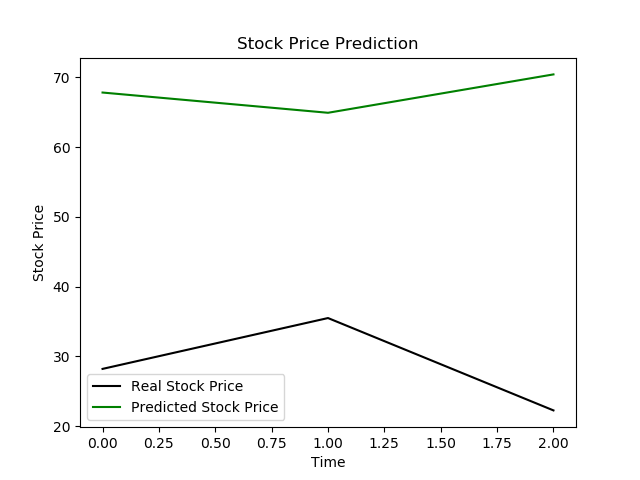 Stock Price Prediction
70
60
50
40
30
20
Stock Price
Real Stock Price
Predicted Stock Price
0.00 0.25 0.50 0.75 1.00 1.25 1.50 1.75 2.00
Time